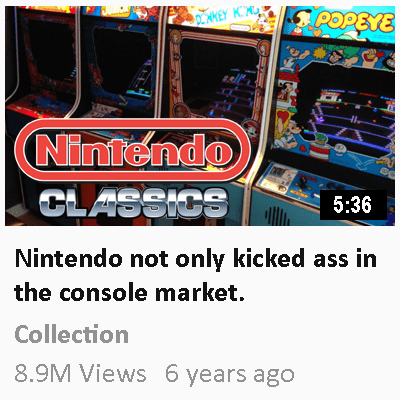 DONKEY KONG
POPEYE
Nintendo
CLASSICS
5:36
Nintendo not only kicked ass in
the console market.
Collection
8.9M Views 6 years ago